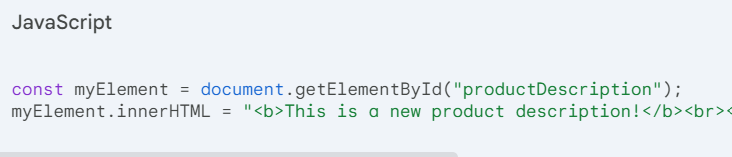 JavaScript
const myElement = document.getElementById("productDescription");
myElement.innerHTML = "<b>This is a new product description!</b><br><